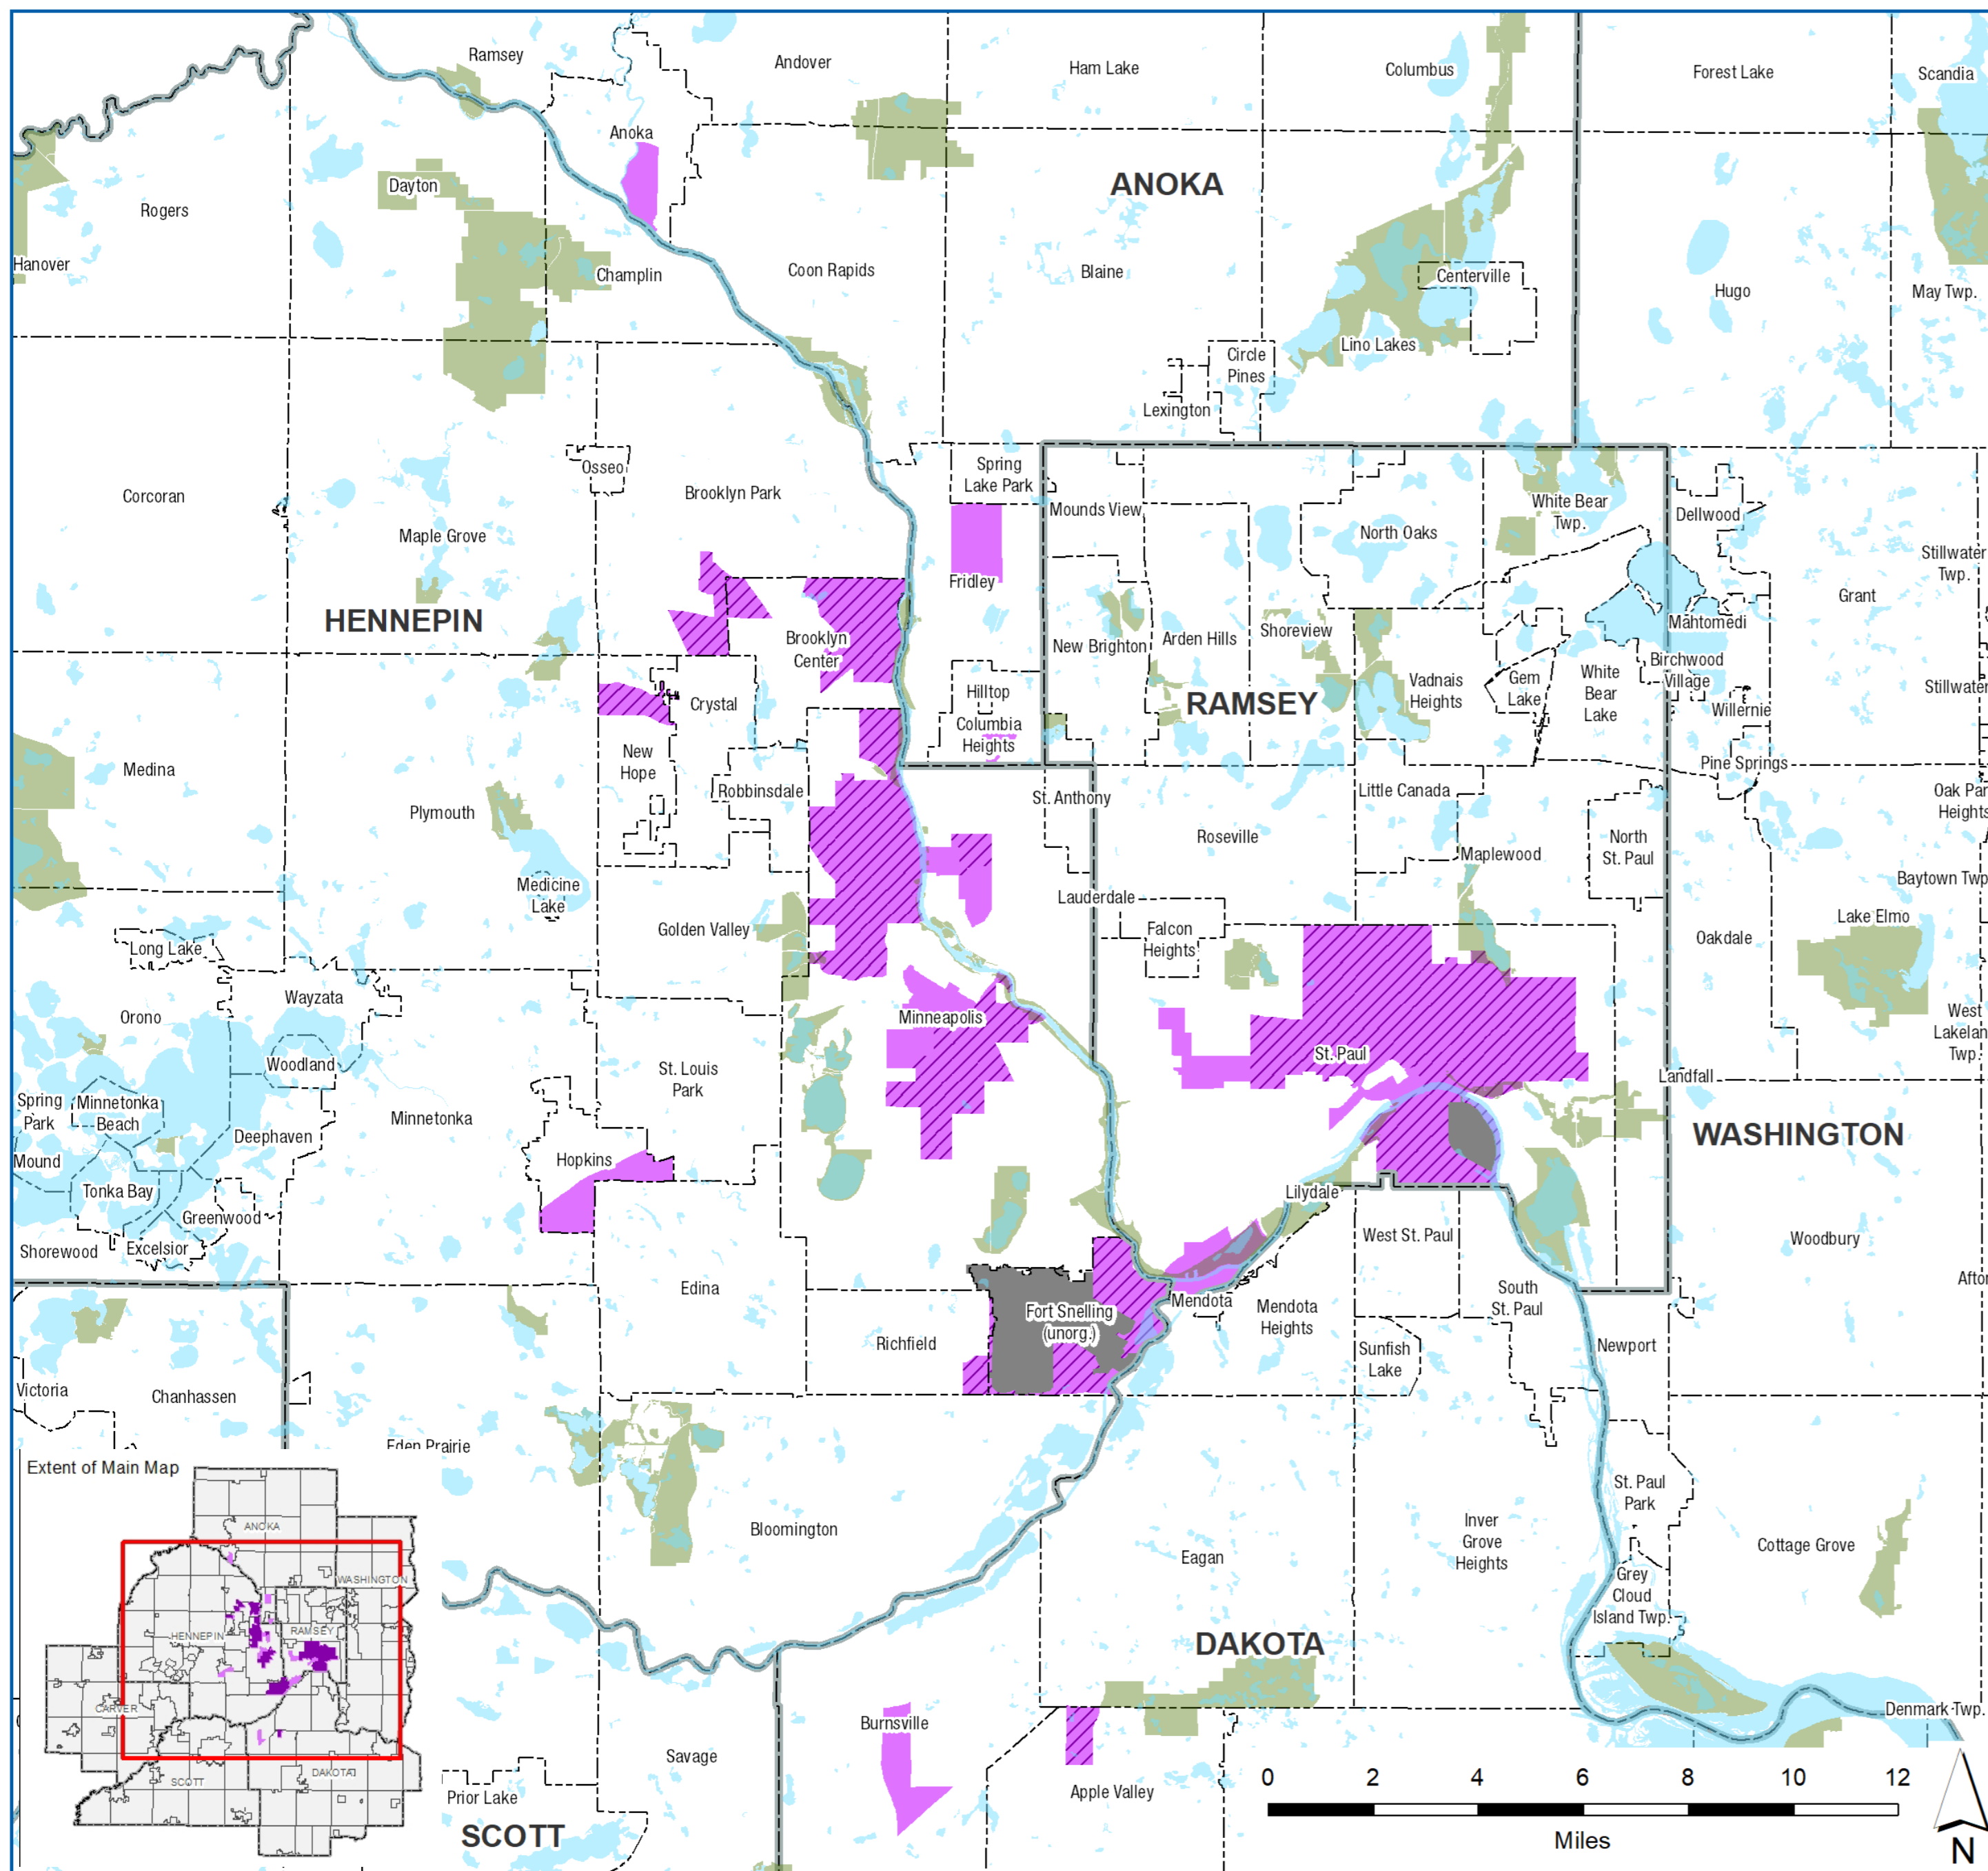 Ramsey
Andover
Ham Lake
Columbus
Forest Lake
Scandia
Anoka
ANOKA
Dayton
Rogers
Hanover
Champlin
Coon Rapids
Blaine
Centerville
Hugo
May Twp.
Lino Lakes
Circle
Pines
Lexington
Osseo
Spring
Lake Park
Corcoran
Brooklyn Park
Mounds View
White Bear
Twp.
Dellwood
Maple Grove
North Oaks
Stillwater
Twp.
Fridley
Grant
HENNEPIN
Brooklyn
Center
New Brighton
Arden Hills
Shoreview
Mahtomedi
Birchwood
Village
Crystal
Hilltop
RAMSEY
Vadnais
Heights
Gem
Lake
White
Bear
Lake
Willernie
Stillwater
Columbia
Heights
New
Hope
Medina
Pine Springs
Robbinsdale
St. Anthony
Little Canada
Oak Par
Heights
Plymouth
Roseville
Maplewood
North
St. Paul
Medicine
Lake
Lauderdale
Baytown Twp
Golden Valley
Falcon
Heights
Lake Elmo
Oakdale
Long Lake
Wayzata
Orono
Minneapolis
West
Lakelan
Twp.
St. Paul
Woodland
St. Louis
Park
Landfall
Spring
Park
Minnetonka
Beach
Minnetonka
Deephaven
WASHINGTON
Mound
Hopkins
Tonka Bay
Lilydale
Greenwood
Shorewood
Excelsior
West St. Paul
Woodbury
Edina
South
St. Paul
Afton
Fort Snelling
(unorg.)
Mendota
Mendota
Heights
Richfield
Sunfish
Lake
Newport
Victoria
Chanhassen
Eden Prairie
Extent of Main Map
St. Paul
Park
ANOKA
Bloomington
Inver
Grove
Heights
Cottage Grove
Eagan
WASHINGTON
Grey
Cloud
Island Twp.
HENNEPIN
RAMSEY
DAKOTA
CARVER
Burnsville
Denmark Twp.
Savage
SCOTT
DAKOTA
Prior Lake
Apple Valley
0 2 4 6 8 10 12
Miles
SCOTT
N